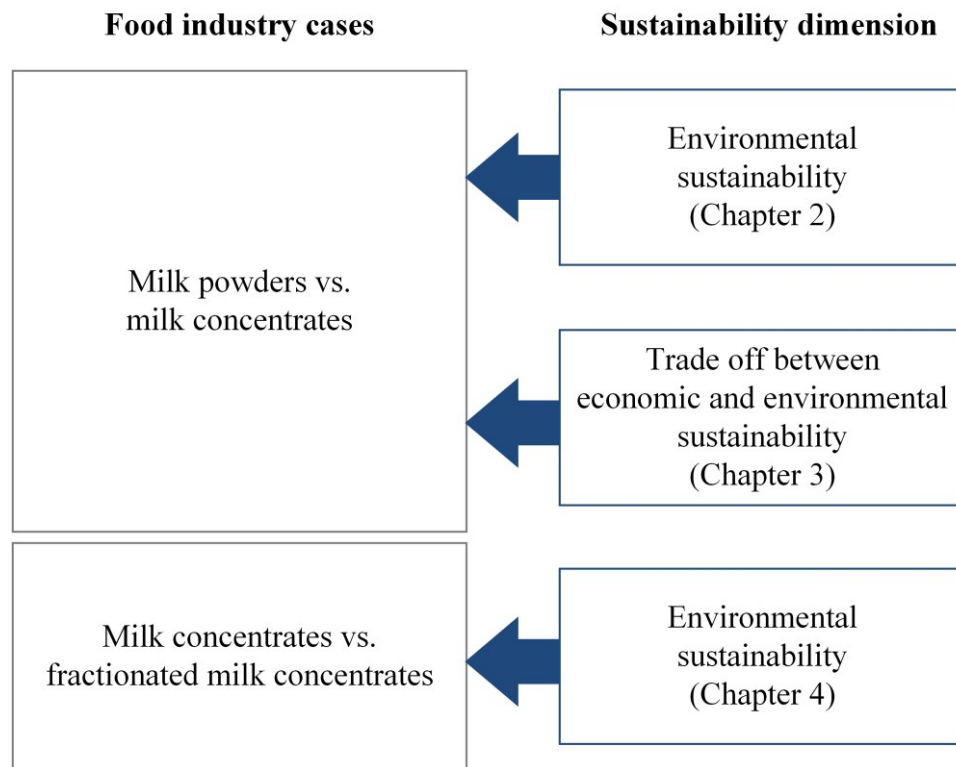 Food industry cases
Sustainability dimension
Milk powders vs.
milk concentrates
Environmental
sustainability
(Chapter 2)
Trade off between
economic and environmental
sustainability
(Chapter 3)
Milk concentrates vs.
fractionated milk concentrates
Environmental
sustainability
(Chapter 4)